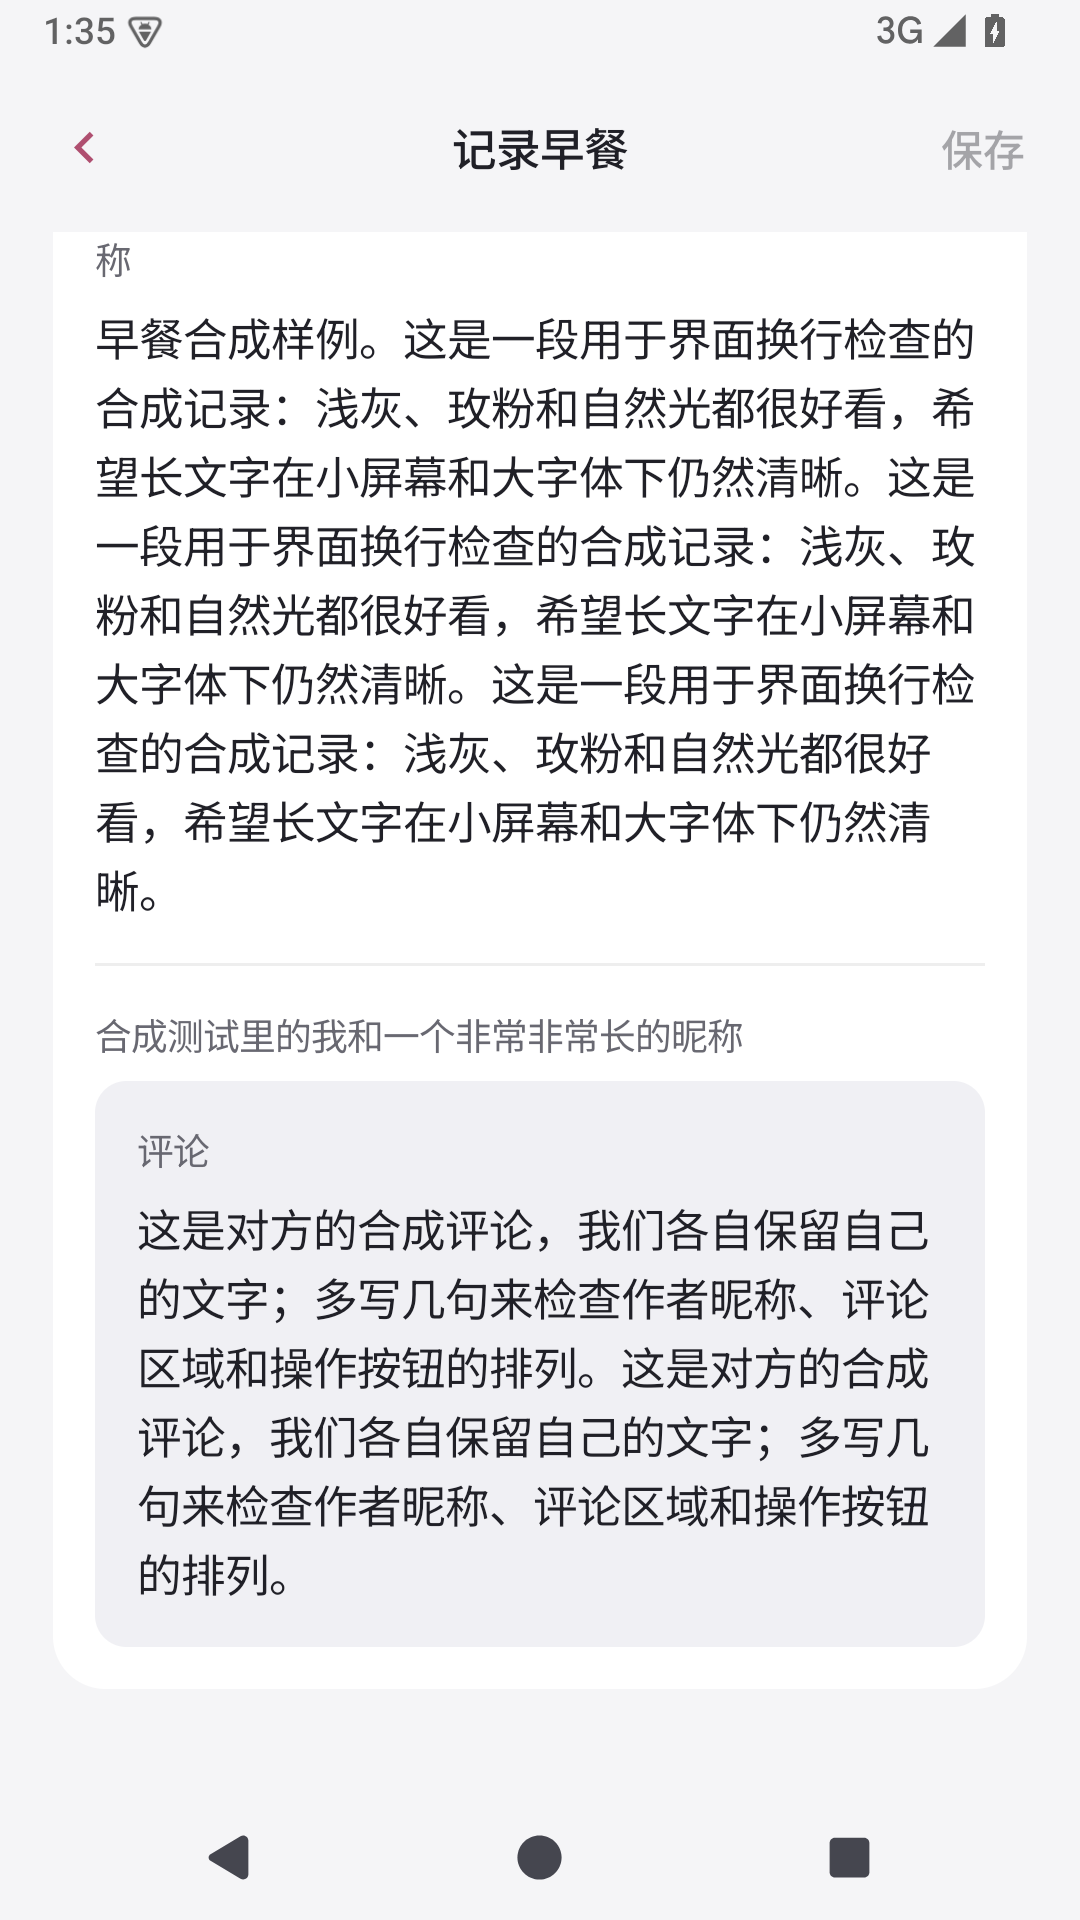 1:35
3G
记录早餐
保存
称
早餐合成样例。这是一段用于界面换行检查的
合成记录：浅灰、玫粉和自然光都很好看，希
望长文字在小屏幕和大字体下仍然清晰。这是
一段用于界面换行检查的合成记录：浅灰、玫
粉和自然光都很好看，希望长文字在小屏幕和
大字体下仍然清晰。这是一段用于界面换行检
查的合成记录：浅灰、玫粉和自然光都很好
看，希望长文字在小屏幕和大字体下仍然清
晰。
合成测试里的我和一个非常非常长的昵称
评论
这是对方的合成评论，我们各自保留自己
的文字；多写几句来检查作者昵称、评论
区域和操作按钮的排列。这是对方的合成
评论，我们各自保留自己的文字；多写几
句来检查作者昵称、评论区域和操作按钮
的排列。